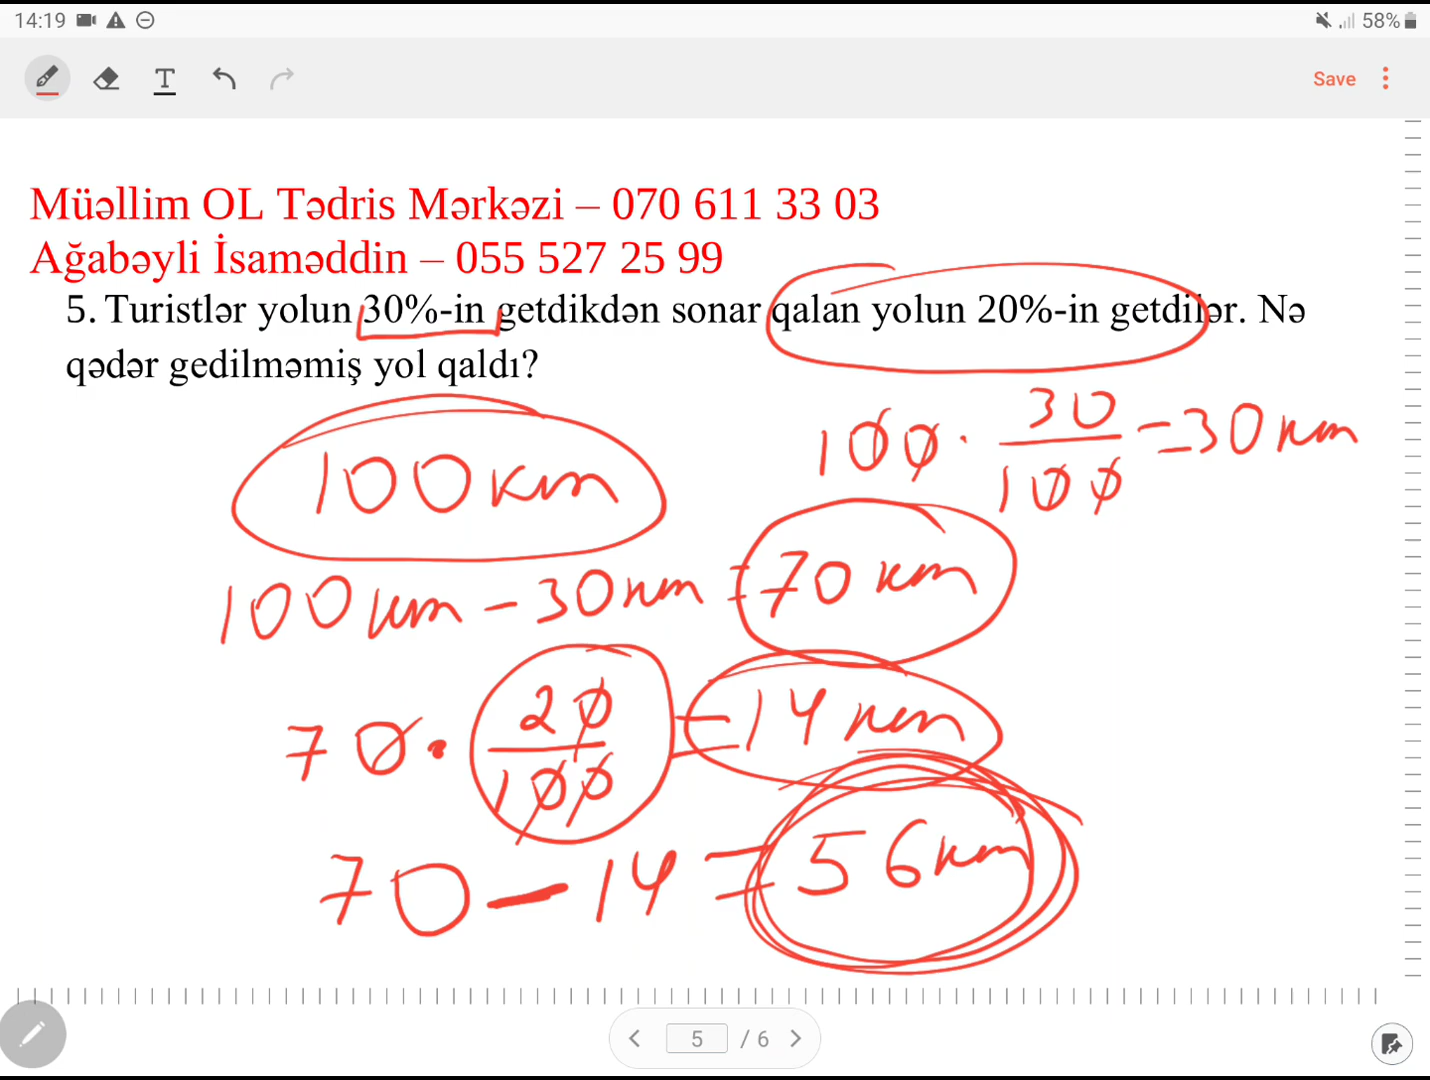 14:19
58%
T
Save
Müəllim OL Tədris Mərkəzi – 070 611 33 03
Ağabəyli İsaməddin – 055 527 25 99
5. Turistlər yolun 30%-in getdikdən sonar qalan yolun 20%-in getdilər. Nə
qədər gedilməmiş yol qaldı?
100 · 30/100 = 30 km
100 km
100 km – 30 km = 70 km
70 · 20/100 = 14 km
70 – 14 = 56 km
5 / 6